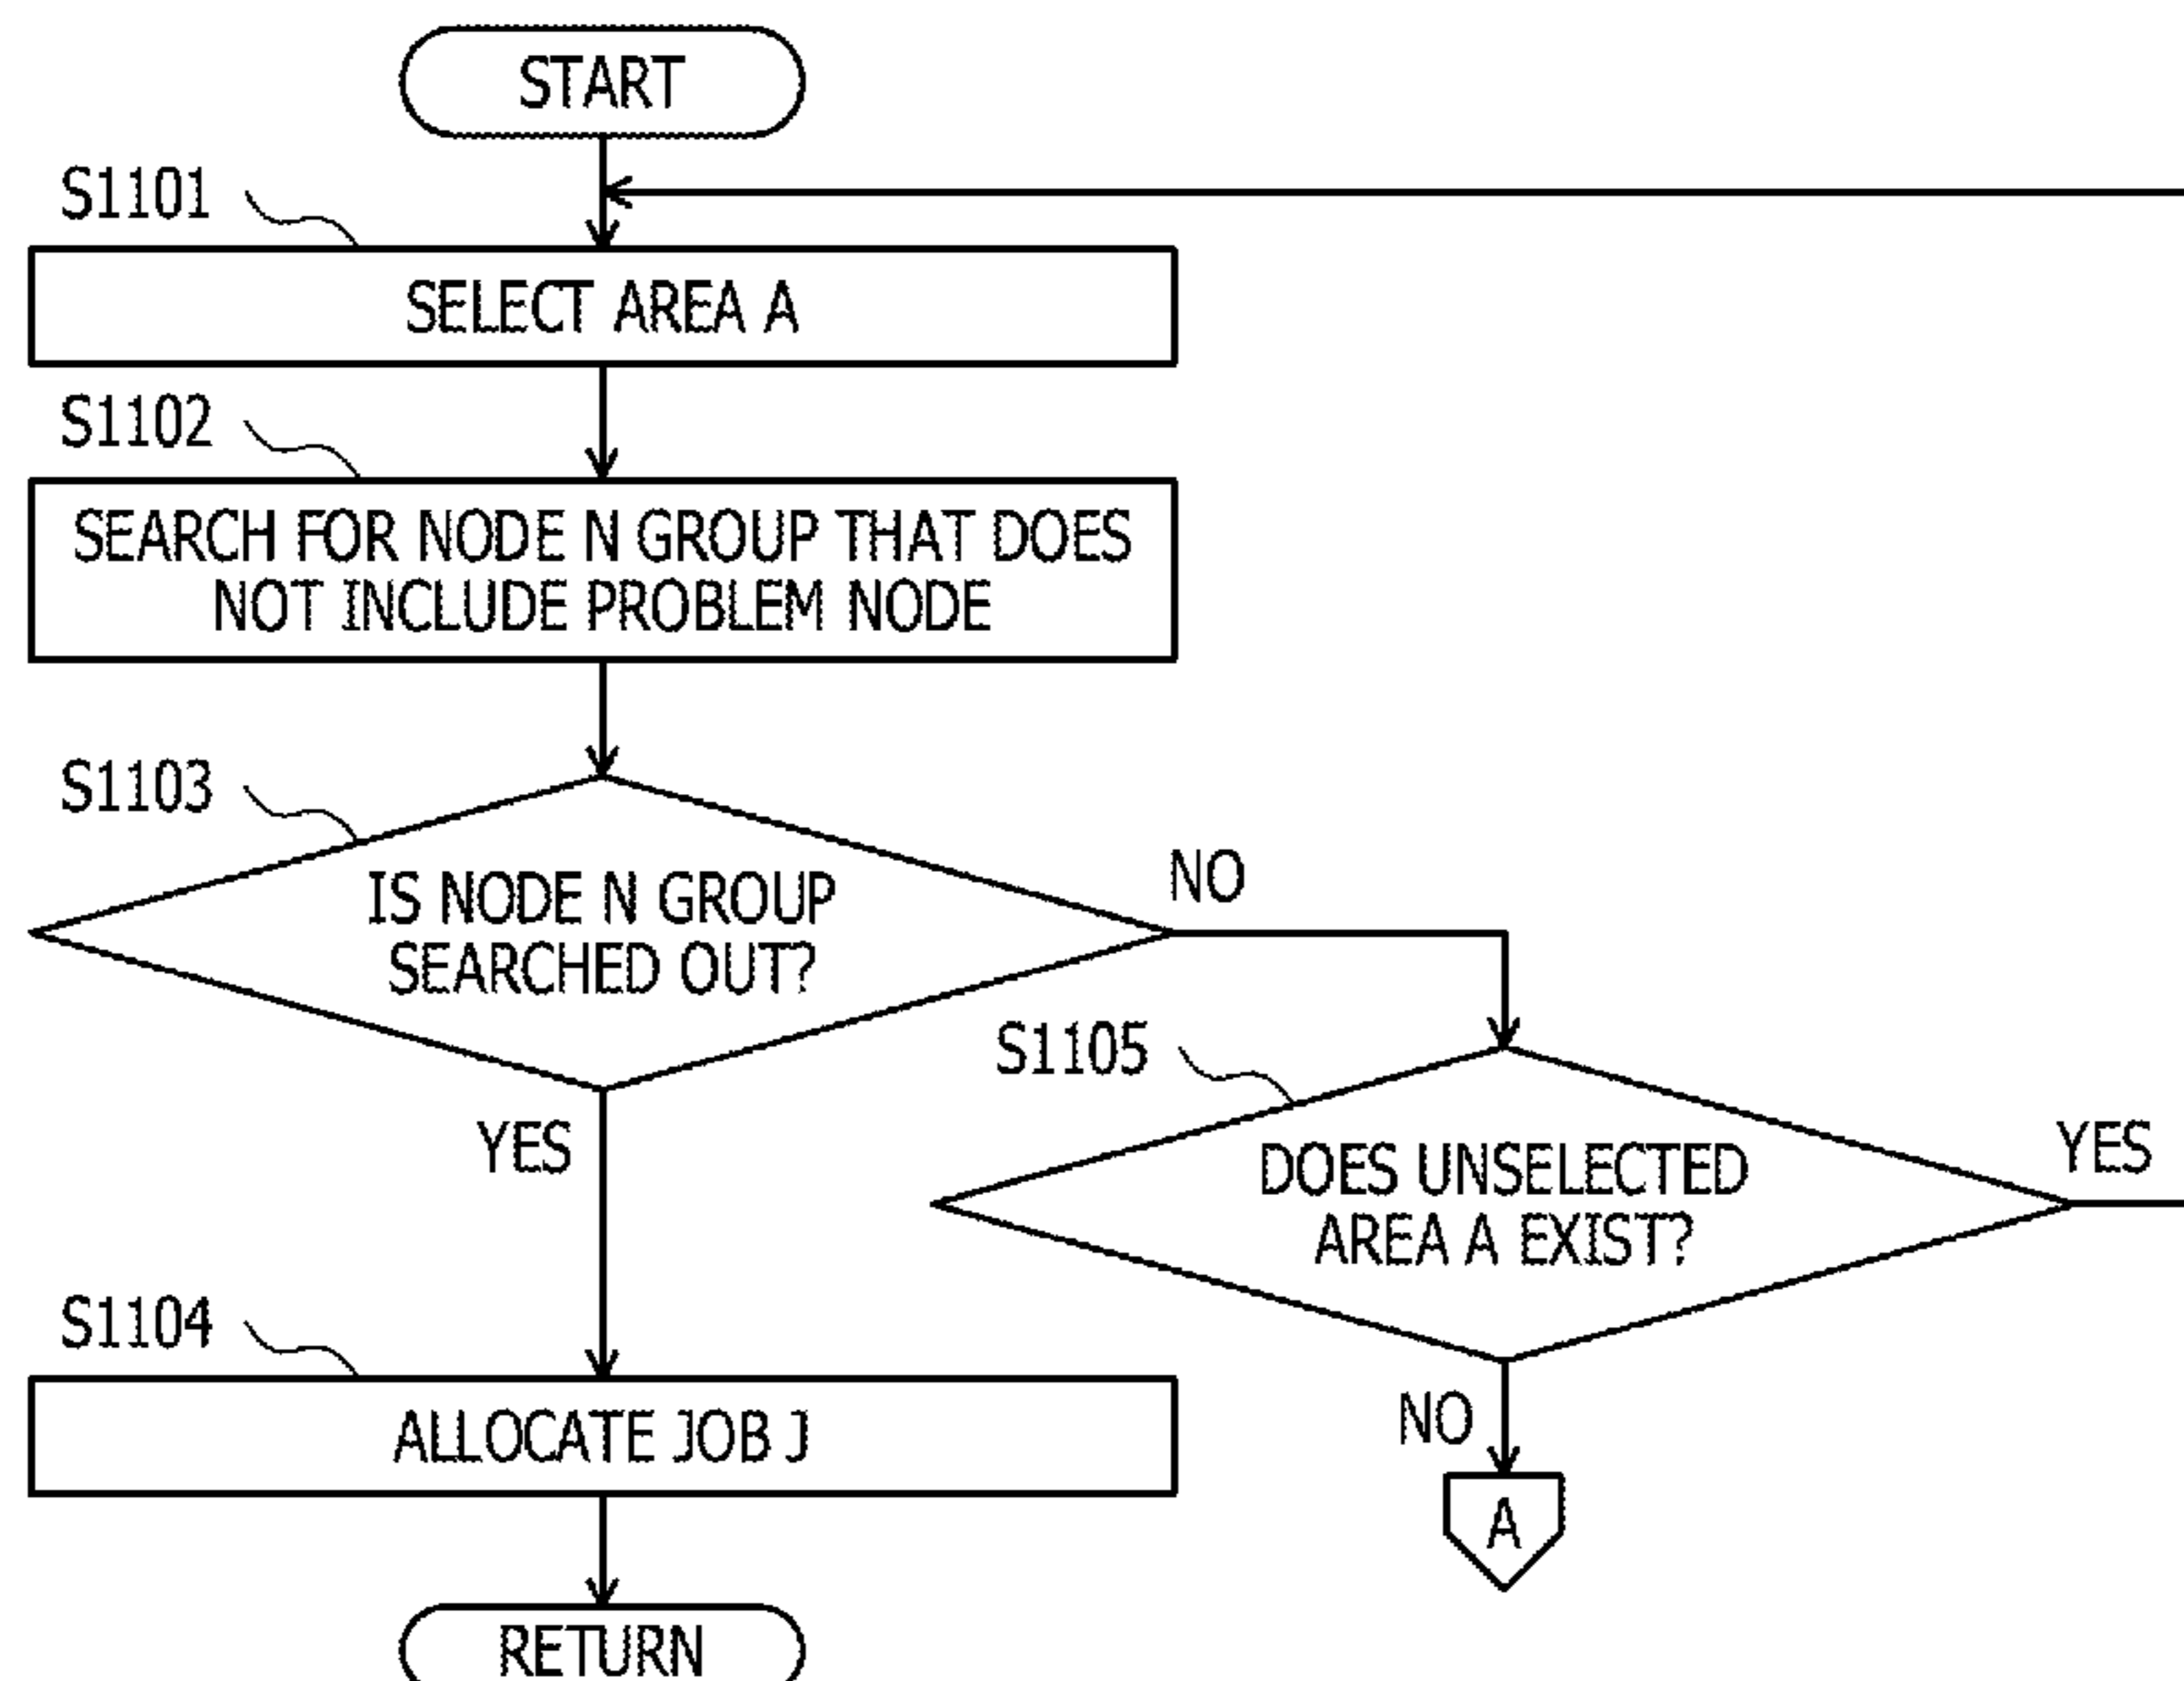 START
S1101
SELECT AREA A
S1102
SEARCH FOR NODE N GROUP THAT DOES
NOT INCLUDE PROBLEM NODE
S1103
IS NODE N GROUP
SEARCHED OUT?
NO
YES
S1105
DOES UNSELECTED
AREA A EXIST?
YES
NO
A
S1104
ALLOCATE JOB J
RETURN